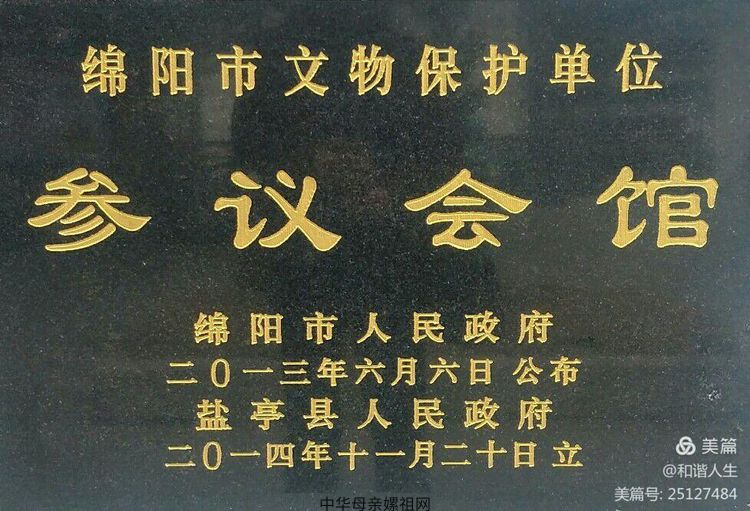 绵阳市文物保护单位
参议会馆
绵阳市人民政府
二〇一三年六月六日 公布
盐亭县人民政府
二〇一四年十一月二十日 立
美篇
@和谐人生
美篇号: 25127484
中华母亲嫘祖网